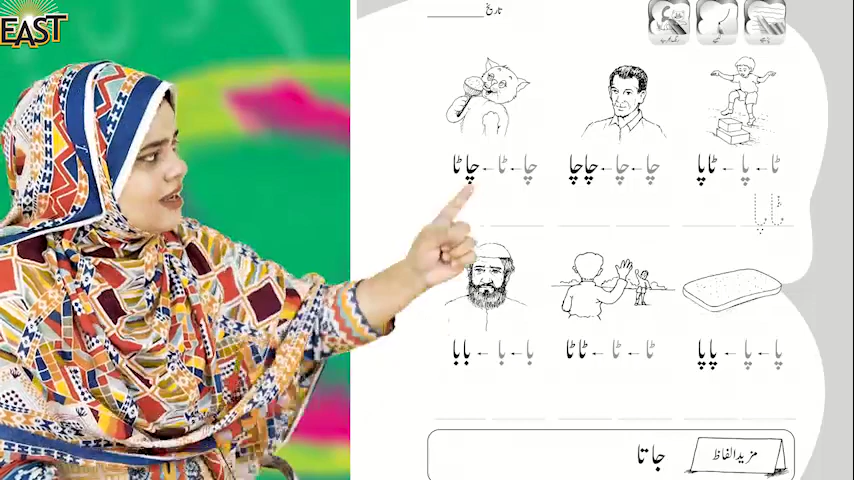 EAST
تاریخ
ٹا - پا - ٹاپا
چا - چا - چاچا
چا - ٹا - چاٹا
ٹاپا
پا - پا - پاپا
ٹا - ٹا - ٹاٹا
با - با - بابا
مزید الفاظ
جاتا